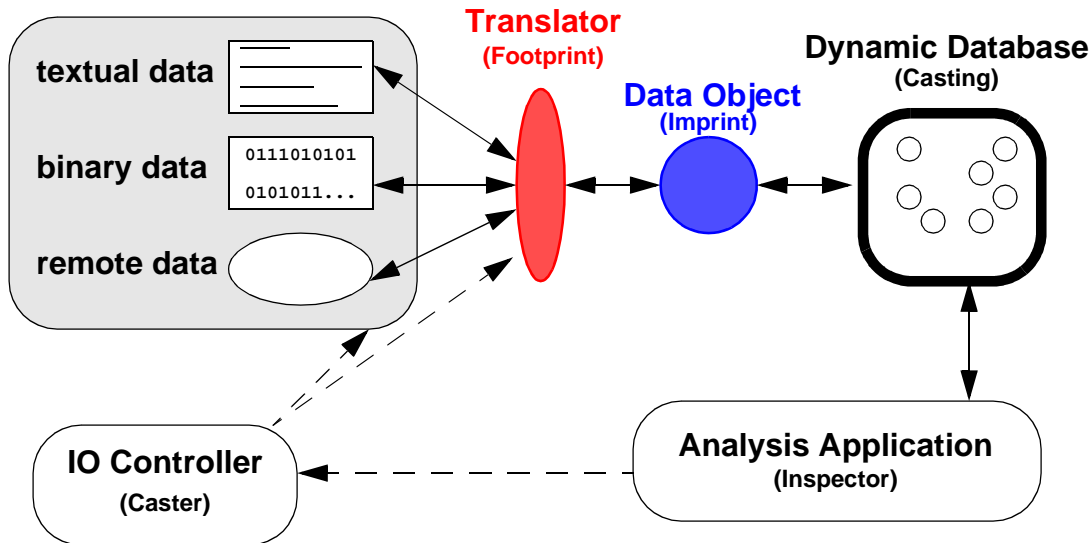 Translator
(Footprint)
Dynamic Database
(Casting)
textual data
Data Object
(Imprint)
binary data
0111010101
0101011...
remote data
IO Controller
(Caster)
Analysis Application
(Inspector)